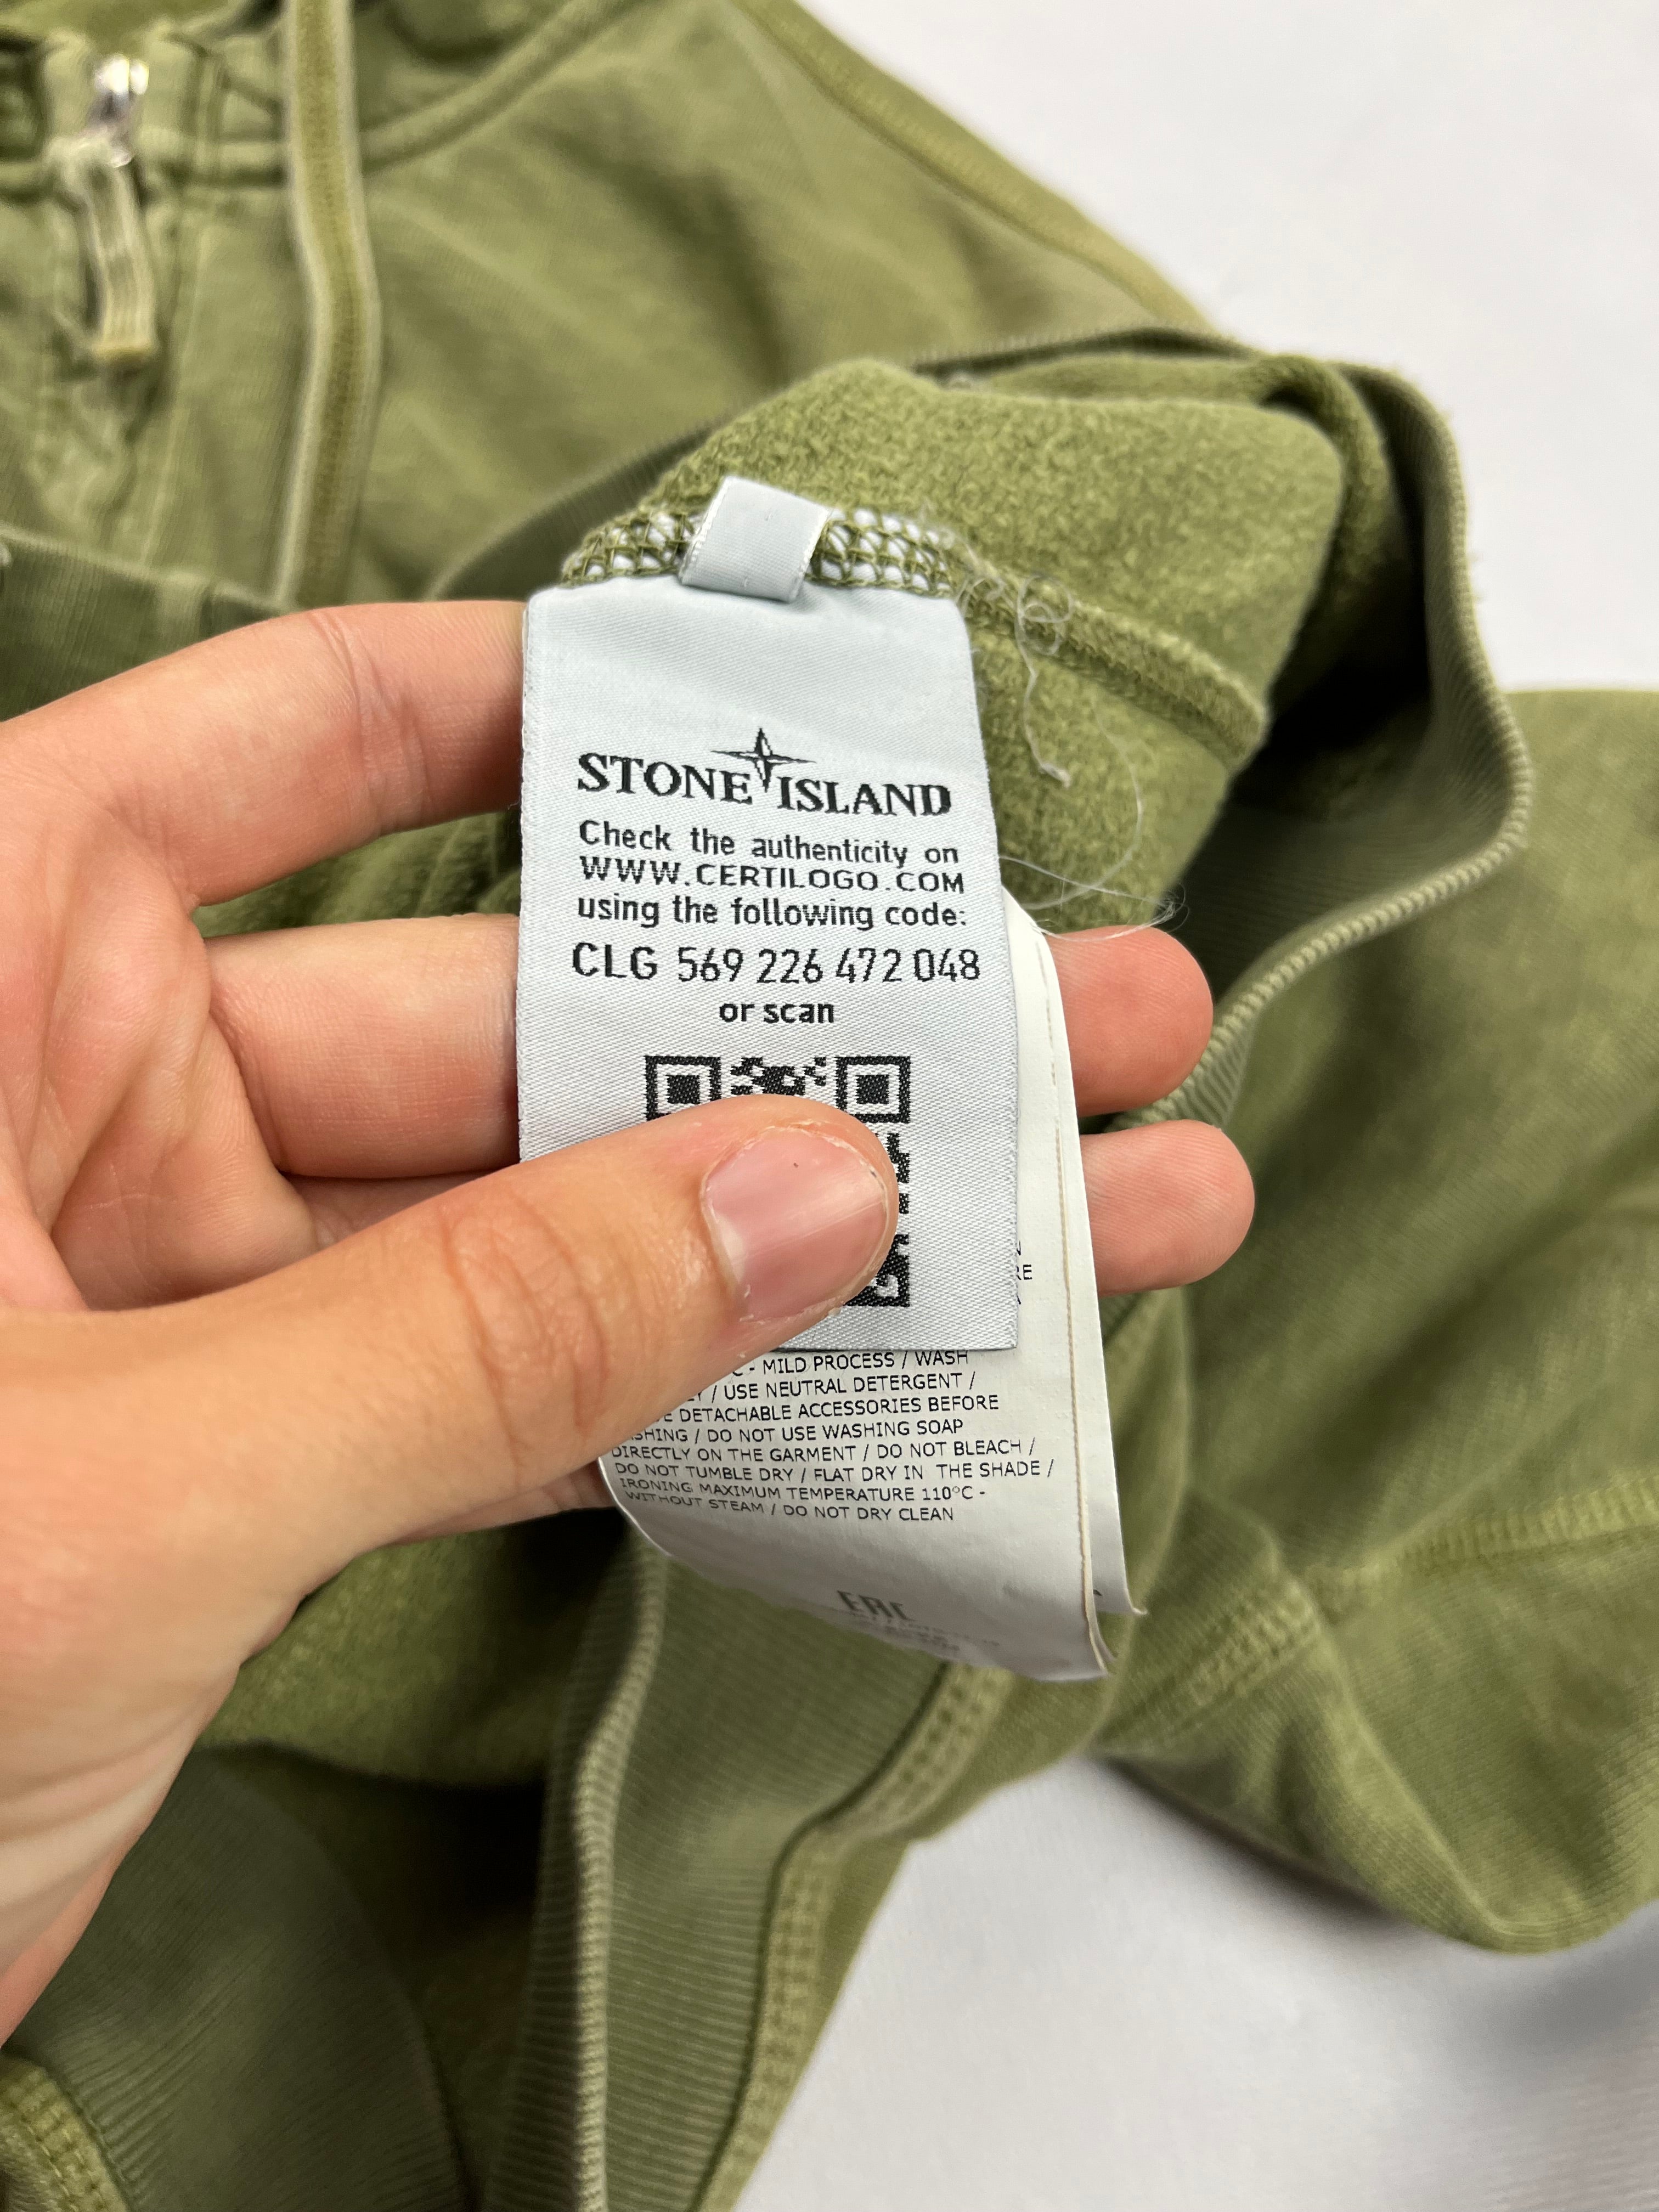 STONE ISLAND
Check the authenticity on
WWW.CERTILOGO.COM
using the following code:
CLG 569 226 472 048
or scan
RE
- MILD PROCESS / WASH
/ USE NEUTRAL DETERGENT /
DETACHABLE ACCESSORIES BEFORE
/ DO NOT USE WASHING SOAP
DIRECTLY ON THE GARMENT / DO NOT BLEACH /
DO NOT TUMBLE DRY / FLAT DRY IN THE SHADE /
IRONING MAXIMUM TEMPERATURE 110°C -
WITHOUT STEAM / DO NOT DRY CLEAN
EAC